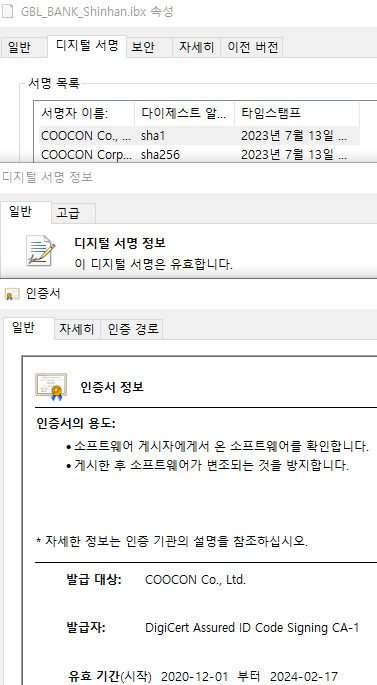 GBL_BANK_Shinhan.ibx 속성
일반 디지털 서명 보안 자세히 이전 버전
서명 목록
서명자 이름: 다이제스트 알... 타임스탬프
COOCON Co., ... sha1 2023년 7월 13일 ...
COOCON Corp... sha256 2023년 7월 13일 ...
디지털 서명 정보
일반 고급
디지털 서명 정보
이 디지털 서명은 유효합니다.
인증서
일반 자세히 인증 경로
인증서 정보
인증서의 용도:
• 소프트웨어 게시자에게서 온 소프트웨어를 확인합니다.
• 게시한 후 소프트웨어가 변조되는 것을 방지합니다.
* 자세한 정보는 인증 기관의 설명을 참조하십시오.
발급 대상: COOCON Co., Ltd.
발급자: DigiCert Assured ID Code Signing CA-1
유효 기간(시작) 2020-12-01 부터 2024-02-17